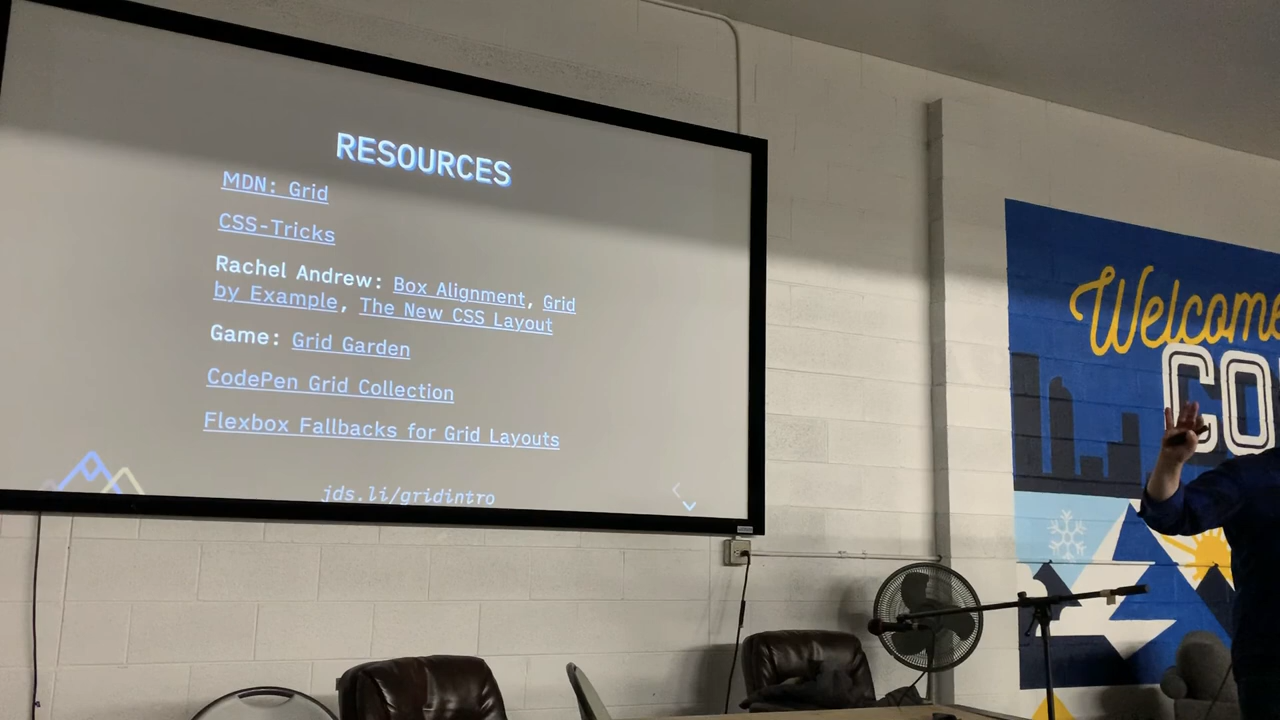 RESOURCES
MDN: Grid
CSS-Tricks
Rachel Andrew: Box Alignment, Grid
by Example, The New CSS Layout
Game: Grid Garden
CodePen Grid Collection
Flexbox Fallbacks for Grid Layouts
jds.li/gridintro
Welcome
CO